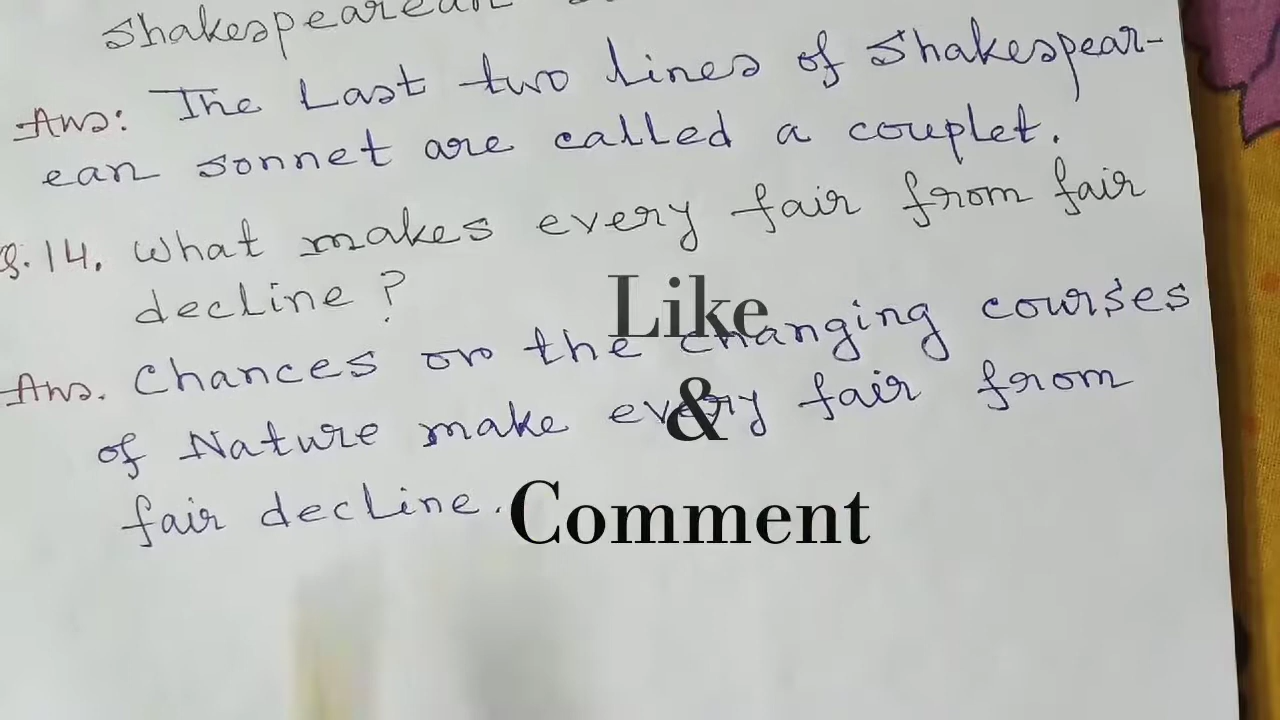 Shakespearean
Ans: The Last two lines of Shakespear-
ean sonnet are called a couplet.
Q.14. What makes every fair from fair
decline?
Ans. Chances or the changing courses
of Nature make every fair from
fair decline.
Like
&
Comment